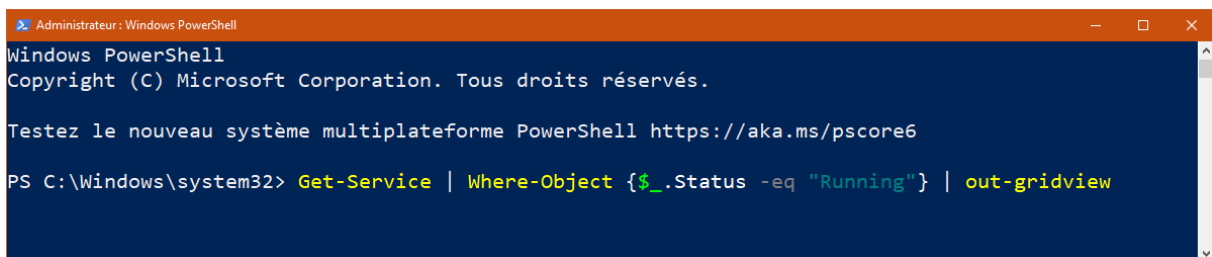 Administrateur : Windows PowerShell
Windows PowerShell
Copyright (C) Microsoft Corporation. Tous droits réservés.
Testez le nouveau système multiplateforme PowerShell https://aka.ms/pscore6
PS C:\Windows\system32> Get-Service | Where-Object {$_.Status -eq "Running"} | out-gridview